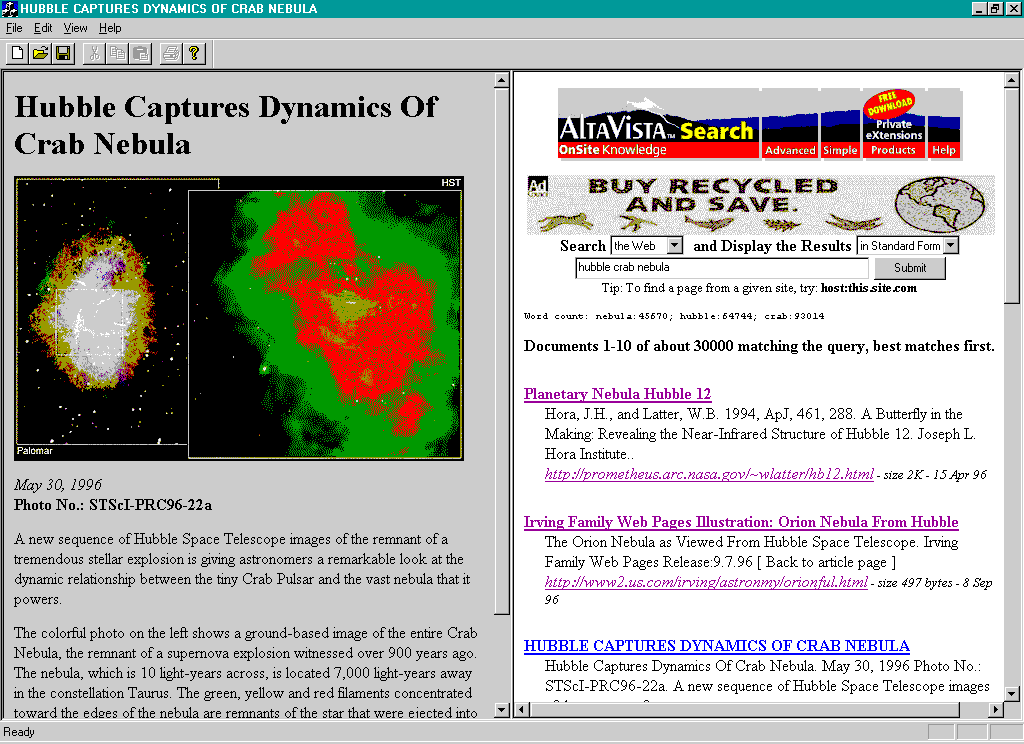 HUBBLE CAPTURES DYNAMICS OF CRAB NEBULA
File Edit View Help
Hubble Captures Dynamics Of
Crab Nebula
HST
Palomar
May 30, 1996
Photo No.: STScI-PRC96-22a
A new sequence of Hubble Space Telescope images of the remnant of a
tremendous stellar explosion is giving astronomers a remarkable look at the
dynamic relationship between the tiny Crab Pulsar and the vast nebula that it
powers.
The colorful photo on the left shows a ground-based image of the entire Crab
Nebula, the remnant of a supernova explosion witnessed over 900 years ago.
The nebula, which is 10 light-years across, is located 7,000 light-years away
in the constellation Taurus. The green, yellow and red filaments concentrated
toward the edges of the nebula are remnants of the star that were ejected into
ALTAVISTA™ Search
OnSite Knowledge
Advanced
Simple
FREE
DOWNLOAD
Private
eXtensions
Products
Help
Ad
BUY RECYCLED
AND SAVE.
Search the Web and Display the Results in Standard Form
hubble crab nebula Submit
Tip: To find a page from a given site, try: host:this.site.com
Word count: nebula:45670; hubble:64744; crab:93014
Documents 1-10 of about 30000 matching the query, best matches first.
Planetary Nebula Hubble 12
Hora, J.H., and Latter, W.B. 1994, ApJ, 461, 288. A Butterfly in the
Making: Revealing the Near-Infrared Structure of Hubble 12. Joseph L.
Hora Institute..
http://prometheus.arc.nasa.gov/~wlatter/hb12.html - size 2K - 15 Apr 96
Irving Family Web Pages Illustration: Orion Nebula From Hubble
The Orion Nebula as Viewed From Hubble Space Telescope. Irving
Family Web Pages Release:9.7.96 [ Back to article page ]
http://www2.us.com/irving/astronmy/orionful.html - size 497 bytes - 8 Sep
96
HUBBLE CAPTURES DYNAMICS OF CRAB NEBULA
Hubble Captures Dynamics Of Crab Nebula. May 30, 1996 Photo No.:
STScI-PRC96-22a. A new sequence of Hubble Space Telescope images
Ready